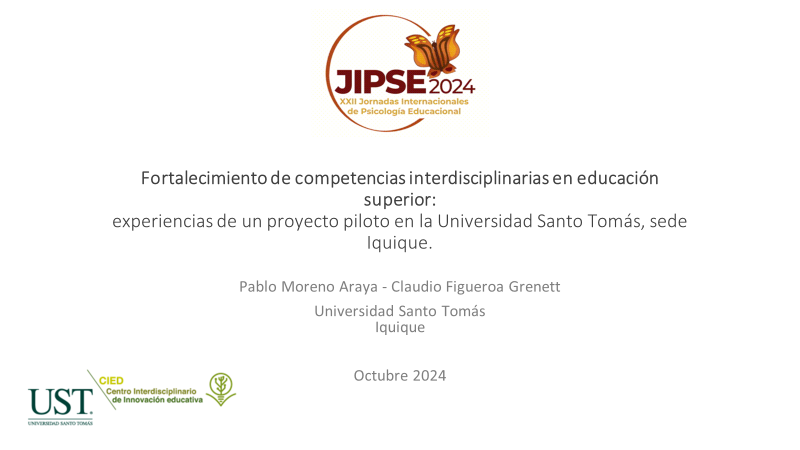 JIPSE 2024
XXII Jornadas Internacionales
de Psicología Educacional
Fortalecimiento de competencias interdisciplinarias en educación
superior:
experiencias de un proyecto piloto en la Universidad Santo Tomás, sede
Iquique.
Pablo Moreno Araya - Claudio Figueroa Grenett
Universidad Santo Tomás
Iquique
Octubre 2024
CIED
Centro Interdisciplinario
de Innovación educativa
UST.
UNIVERSIDAD SANTO TOMÁS